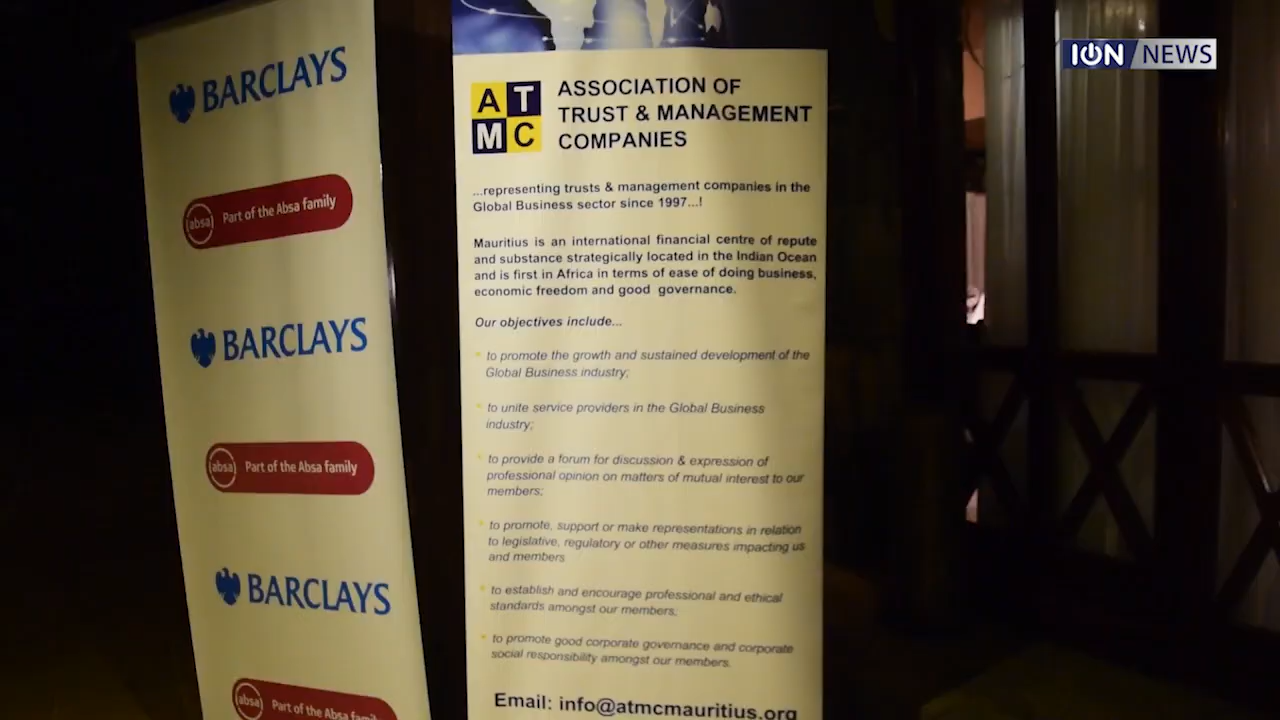 BARCLAYS
absa Part of the Absa family
BARCLAYS
absa Part of the Absa family
BARCLAYS
absa Part of the Absa family
A T
M C
ASSOCIATION OF
TRUST & MANAGEMENT
COMPANIES
...representing trusts & management companies in the
Global Business sector since 1997...!
Mauritius is an international financial centre of repute
and substance strategically located in the Indian Ocean
and is first in Africa in terms of ease of doing business,
economic freedom and good governance.
Our objectives include...
to promote the growth and sustained development of the
Global Business industry;
to unite service providers in the Global Business
industry;
to provide a forum for discussion & expression of
professional opinion on matters of mutual interest to our
members;
to promote, support or make representations in relation
to legislative, regulatory or other measures impacting us
and members
to establish and encourage professional and ethical
standards amongst our members;
to promote good corporate governance and corporate
social responsibility amongst our members.
Email: info@atmcmauritius.org
ION NEWS